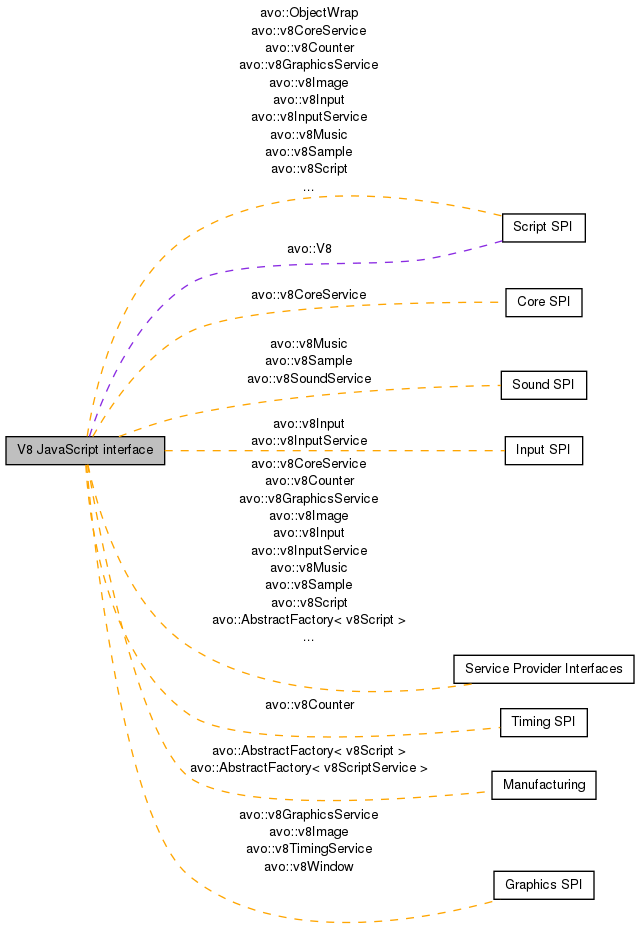 avo::ObjectWrap
avo::v8CoreService
avo::v8Counter
avo::v8GraphicsService
avo::v8Image
avo::v8Input
avo::v8InputService
avo::v8Music
avo::v8Sample
avo::v8Script
...
Script SPI
avo::V8
avo::v8CoreService
Core SPI
avo::v8Music
avo::v8Sample
avo::v8SoundService
Sound SPI
avo::v8Input
avo::v8InputService
V8 JavaScript interface
Input SPI
avo::v8CoreService
avo::v8Counter
avo::v8GraphicsService
avo::v8Image
avo::v8Input
avo::v8InputService
avo::v8Music
avo::v8Sample
avo::v8Script
avo::AbstractFactory< v8Script >
...
Service Provider Interfaces
avo::v8Counter
Timing SPI
avo::AbstractFactory< v8Script >
avo::AbstractFactory< v8ScriptService >
Manufacturing
avo::v8GraphicsService
avo::v8Image
avo::v8TimingService
avo::v8Window
Graphics SPI